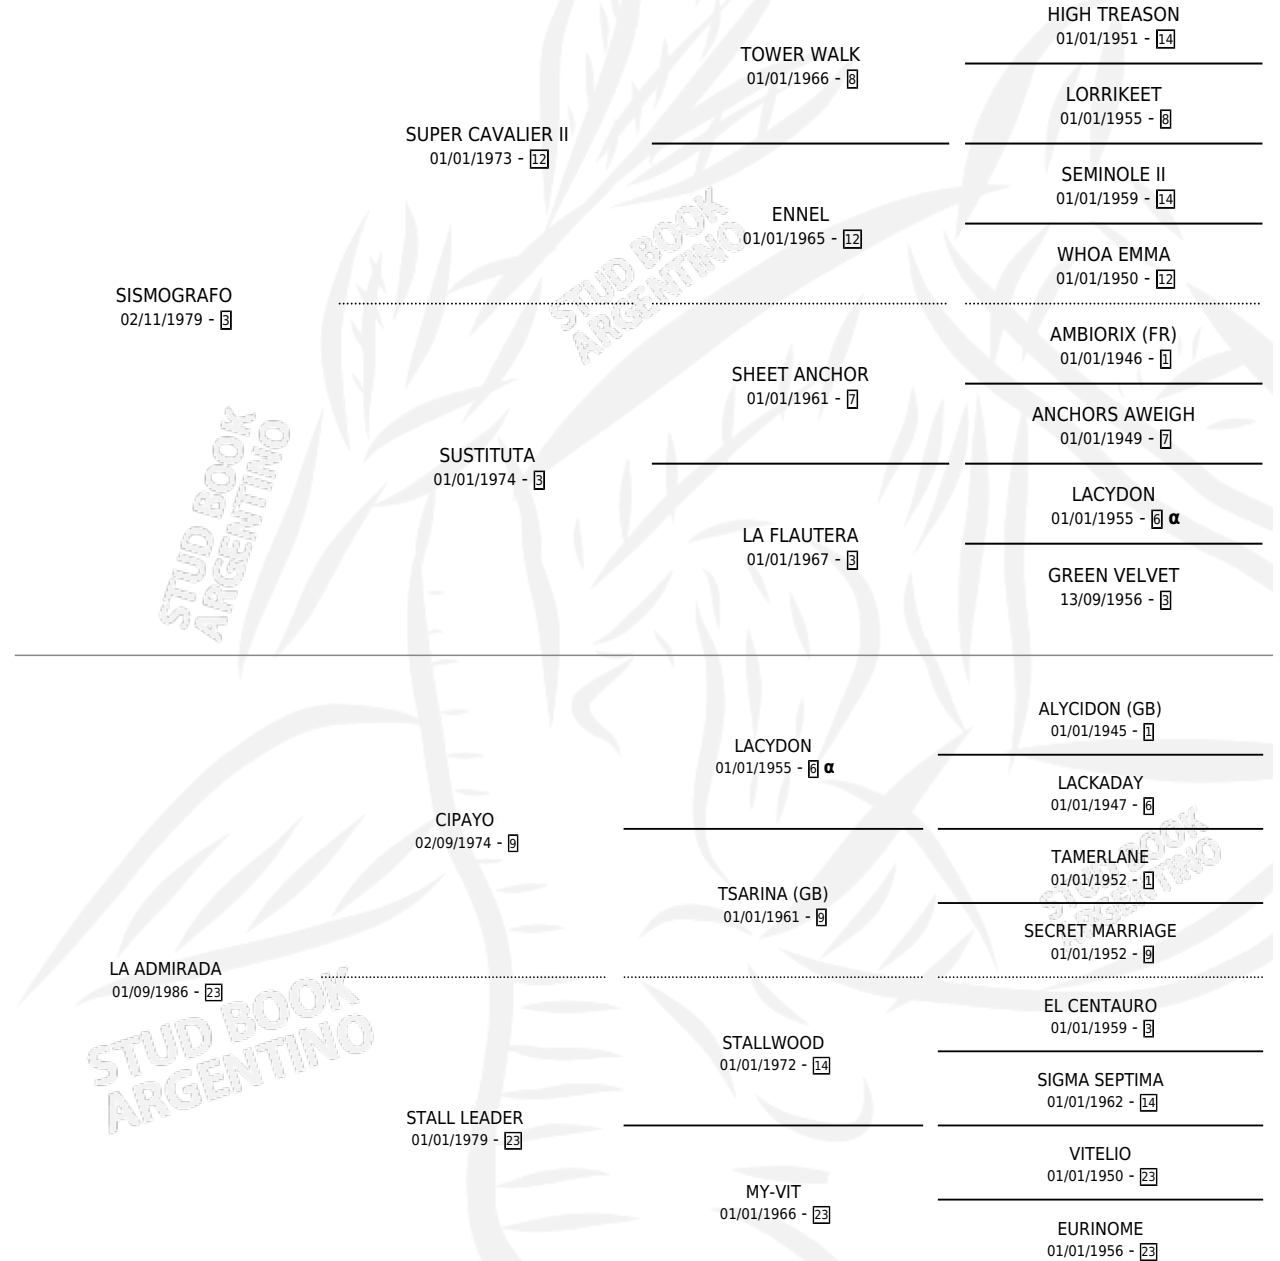 HIGH TREASON
01/01/1951 - 14
TOWER WALK
01/01/1966 - 8
LORRIKEET
01/01/1955 - 8
SUPER CAVALIER II
01/01/1973 - 12
SEMINOLE II
01/01/1959 - 14
ENNEL
01/01/1965 - 12
WHOA EMMA
01/01/1950 - 12
SISMOGRAFO
02/11/1979 - 3
AMBIORIX (FR)
01/01/1946 - 1
SHEET ANCHOR
01/01/1961 - 7
ANCHORS AWEIGH
01/01/1949 - 7
SUSTITUTA
01/01/1974 - 3
LACYDON
01/01/1955 - 6 α
LA FLAUTERA
01/01/1967 - 3
GREEN VELVET
13/09/1956 - 3
ALYCIDON (GB)
01/01/1945 - 1
LACYDON
01/01/1955 - 6 α
LACKADAY
01/01/1947 - 6
CIPAYO
02/09/1974 - 9
TAMERLANE
01/01/1952 - 1
TSARINA (GB)
01/01/1961 - 9
SECRET MARRIAGE
01/01/1952 - 9
LA ADMIRADA
01/09/1986 - 23
EL CENTAURO
01/01/1959 - 3
STALLWOOD
01/01/1972 - 14
SIGMA SEPTIMA
01/01/1962 - 14
STALL LEADER
01/01/1979 - 23
VITELIO
01/01/1950 - 23
MY-VIT
01/01/1966 - 23
EURINOME
01/01/1956 - 23
STUD BOOK
ARGENTINO
STUD BOOK
ARGENTINO
STUD BOOK
ARGENTINO
STUD BOOK
ARGENTINO